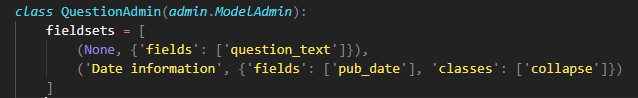 class QuestionAdmin(admin.ModelAdmin):
    fieldsets = [
        (None, {'fields': ['question_text']}),
        ('Date information', {'fields': ['pub_date'], 'classes': ['collapse']})
    ]